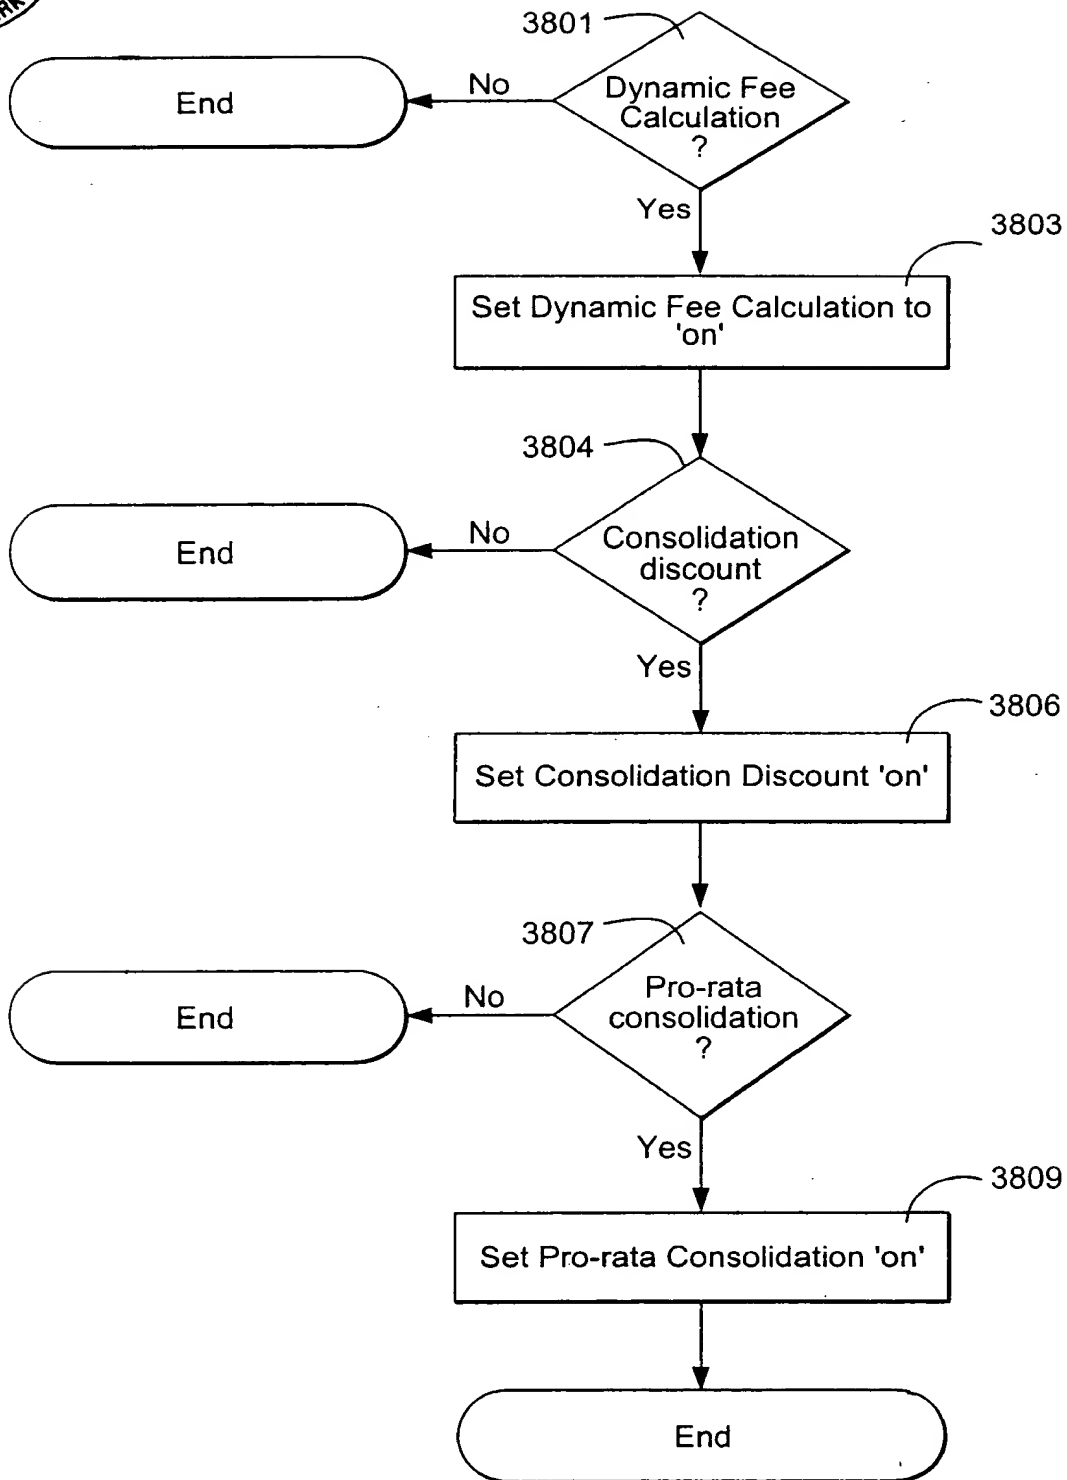 3801
Dynamic Fee
Calculation
?
No
End
Yes
3803
Set Dynamic Fee Calculation to
'on'
3804
Consolidation
discount
?
No
End
Yes
3806
Set Consolidation Discount 'on'
3807
Pro-rata
consolidation
?
No
End
Yes
3809
Set Pro-rata Consolidation 'on'
End